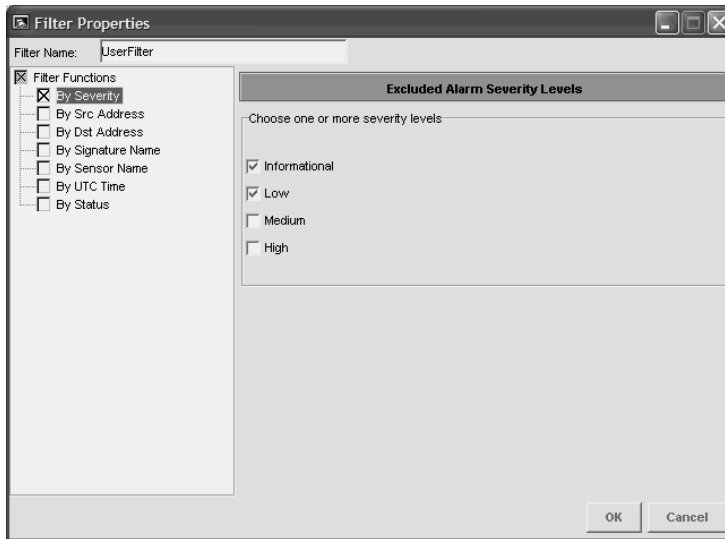 Filter Properties
Filter Name: UserFilter
Filter Functions
By Severity
By Src Address
By Dst Address
By Signature Name
By Sensor Name
By UTC Time
By Status
Excluded Alarm Severity Levels
Choose one or more severity levels
Informational
Low
Medium
High
OK Cancel